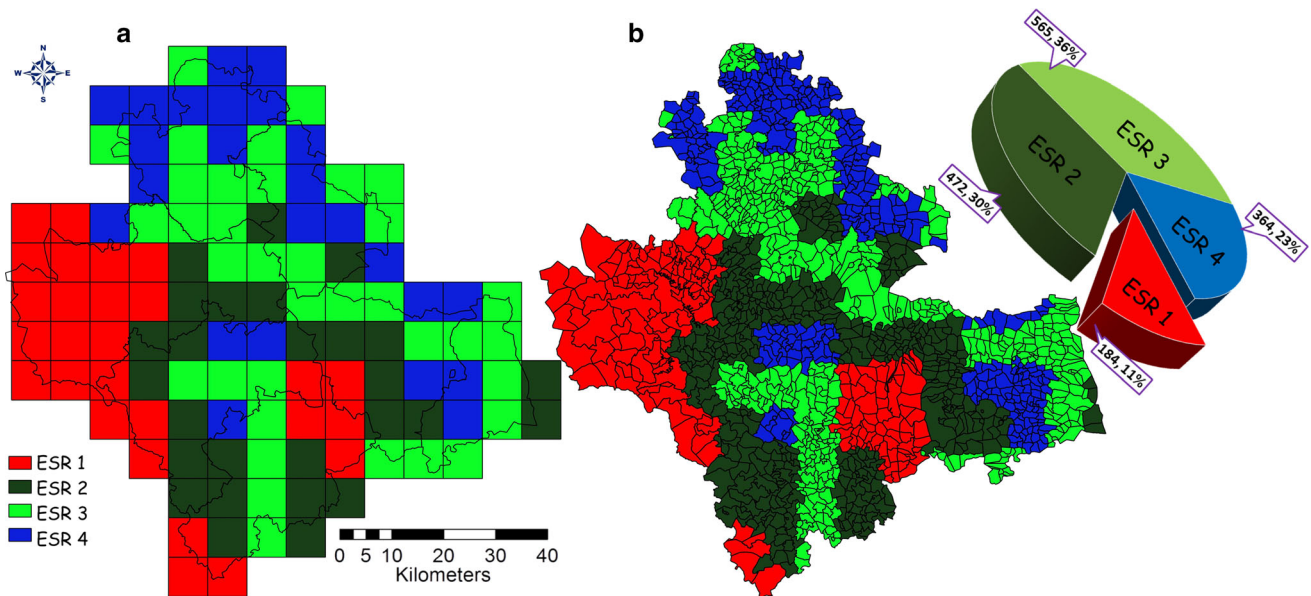 a
b
N
W E
S
565, 36%
ESR 3
ESR 2
472, 30%
364, 23%
ESR 4
ESR 1
184, 11%
ESR 1
ESR 2
ESR 3
ESR 4
0 5 10 20 30 40
Kilometers